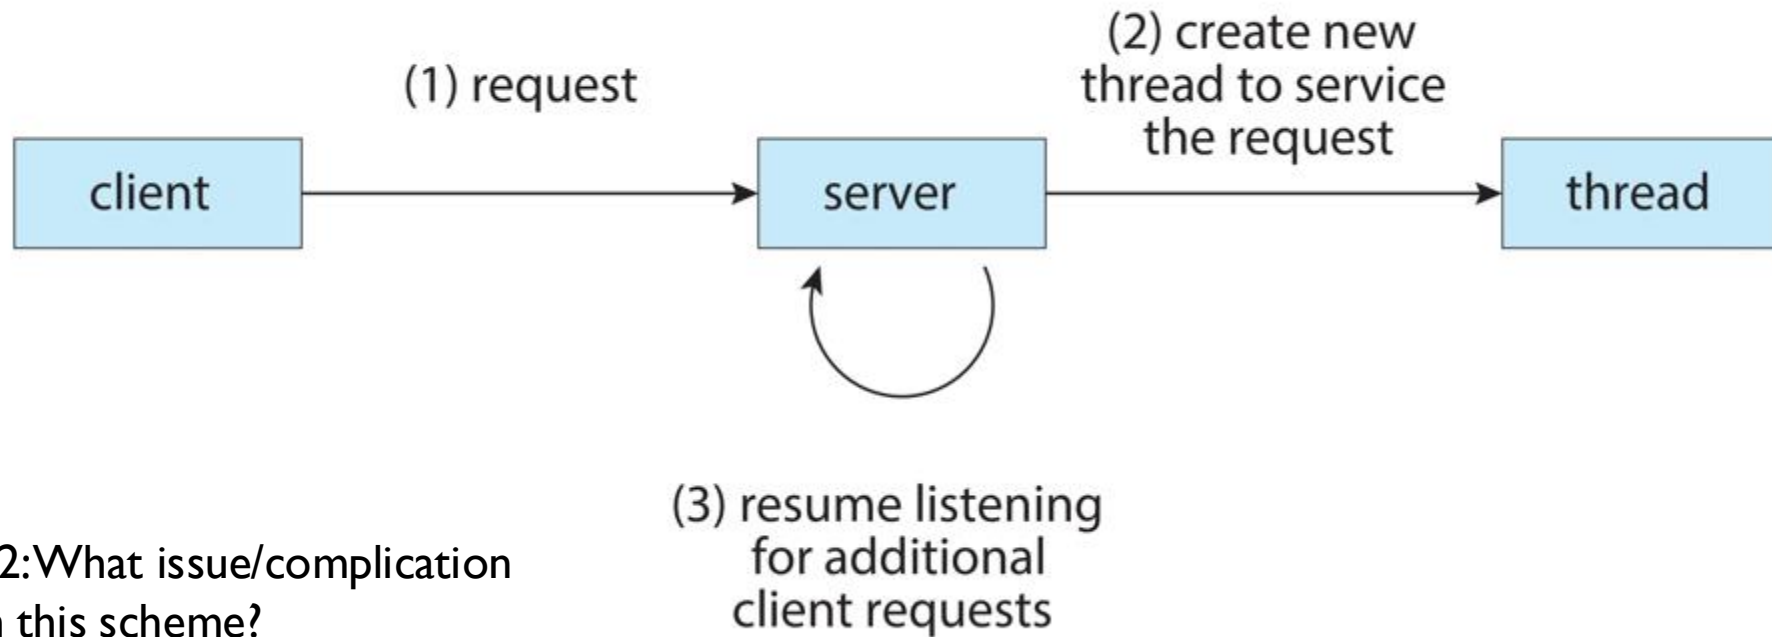 (1) request
(2) create new
thread to service
the request
client
server
thread
(3) resume listening
for additional
client requests
2: What issue/complication
this scheme?